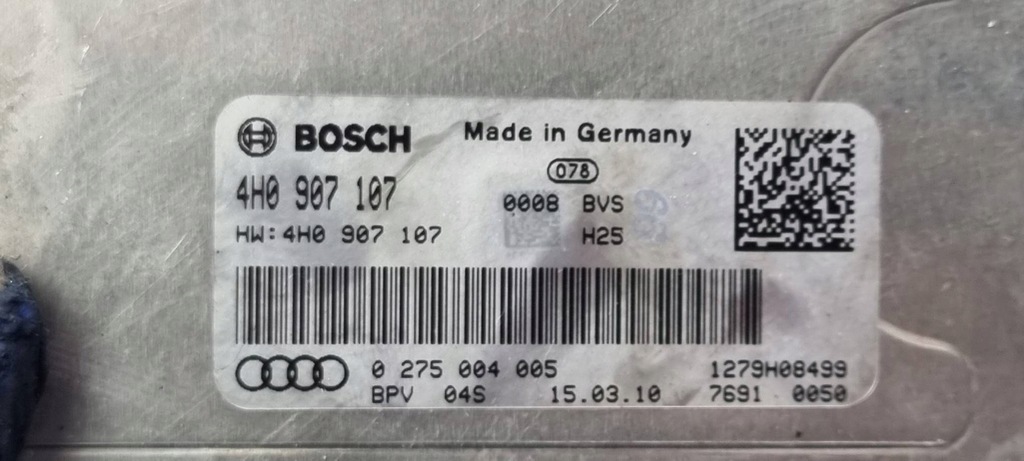 BOSCH Made in Germany
078
4H0 907 107 0008 BVS
HW:4H0 907 107 H25
0 275 004 005 1279H08499
BPV 04S 15.03.10 7691 0050